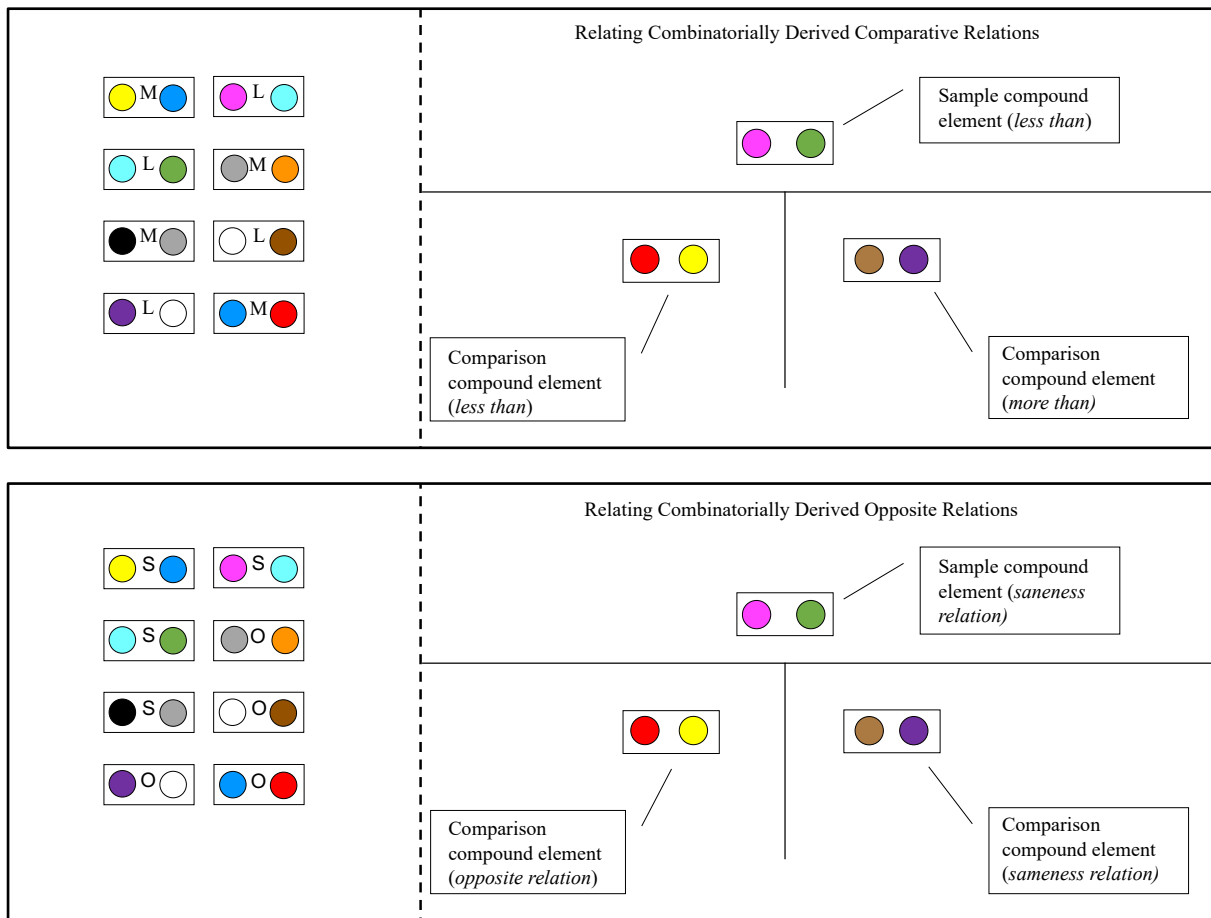 Relating Combinatorially Derived Comparative Relations
M L
L M
M L
L M
Sample compound
element (less than)
Comparison
compound element
(less than)
Comparison
compound element
(more than)
Relating Combinatorially Derived Opposite Relations
S S
S O
S O
O O
Sample compound
element (saneness
relation)
Comparison
compound element
(opposite relation)
Comparison
compound element
(sameness relation)